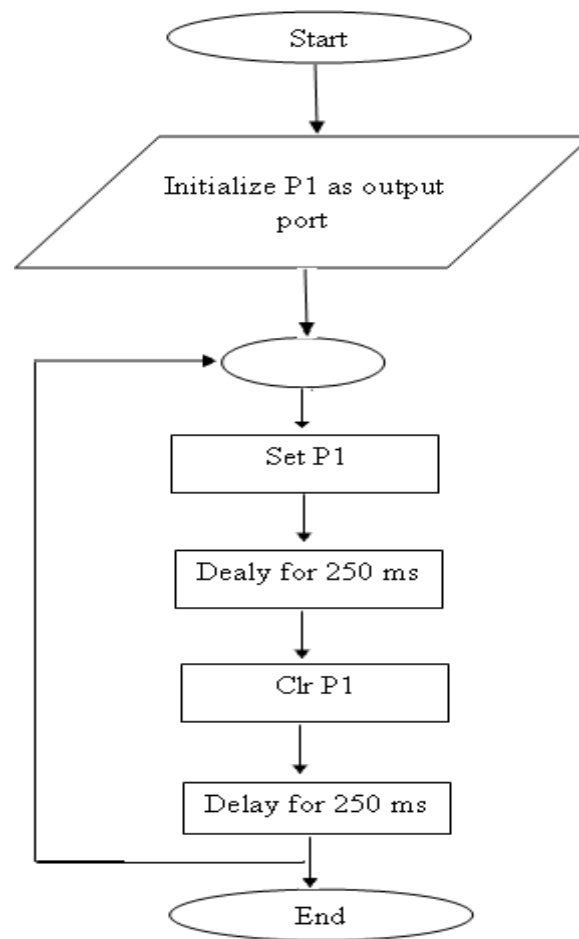 Start
Initialize P1 as output
port
Set P1
Dealy for 250 ms
Clr P1
Delay for 250 ms
End